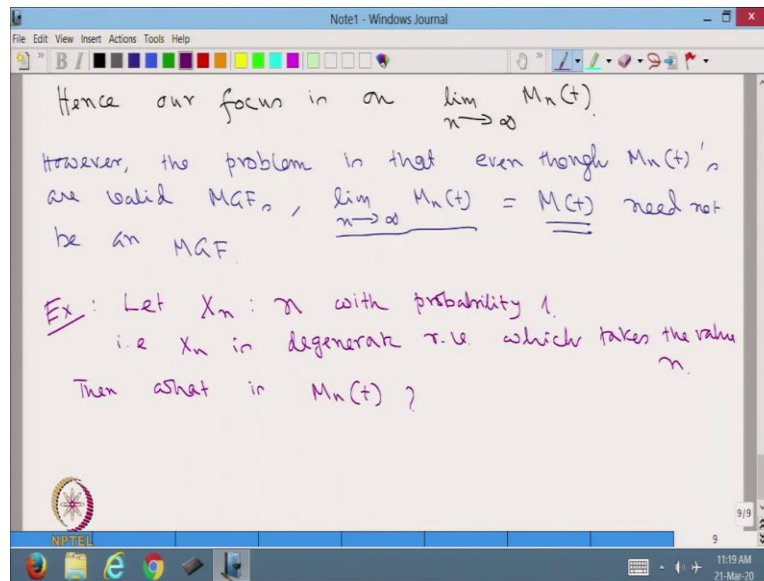 Note1 - Windows Journal
File Edit View Insert Actions Tools Help
Hence our focus is on lim Mn(t).
n→∞
However, the problem is that even though Mn(t)'s
are valid MGFs, lim Mn(t) = M(t) need not
n→∞
be an MGF.
Ex: Let Xn : n with probability 1.
i.e Xn is degenerate r.v. which takes the value
n.
Then what is Mn(t) ?
9/9
NPTEL
9
11:19 AM
21-Mar-20